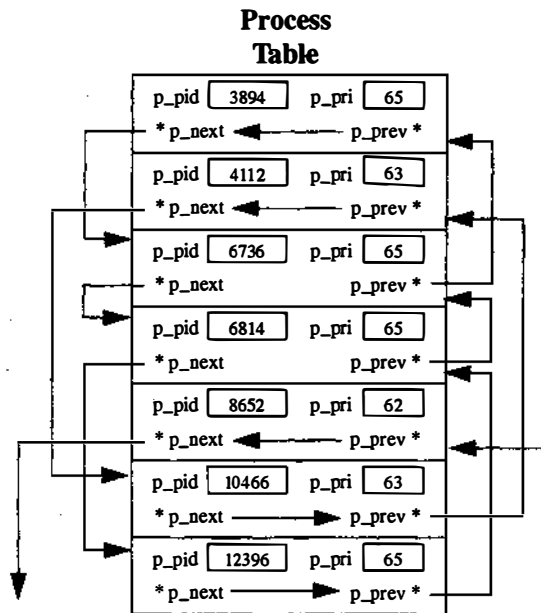 Process
Table
p_pid 3894 p_pri 65
* p_next p_prev *
p_pid 4112 p_pri 63
* p_next p_prev *
p_pid 6736 p_pri 65
* p_next p_prev *
p_pid 6814 p_pri 65
* p_next p_prev *
p_pid 8652 p_pri 62
* p_next p_prev *
p_pid 10466 p_pri 63
* p_next p_prev *
p_pid 12396 p_pri 65
* p_next p_prev *